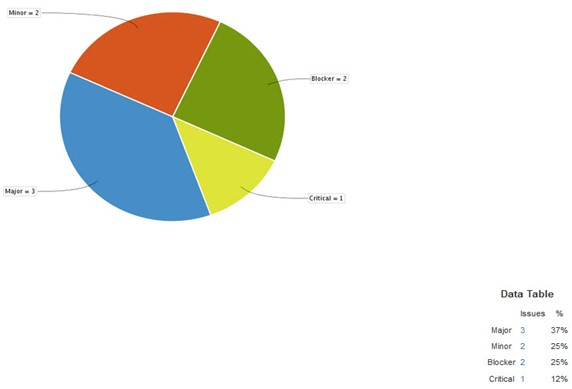 Minor = 2
Blocker = 2
Major = 3
Critical = 1
Data Table
Issues %
Major 3 37%
Minor 2 25%
Blocker 2 25%
Critical 1 12%